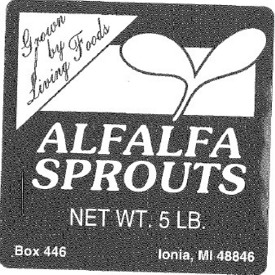 Grown
by
Living Foods
ALFALFA
SPROUTS
NET WT. 5 LB.
Box 446
Ionia, MI 48846